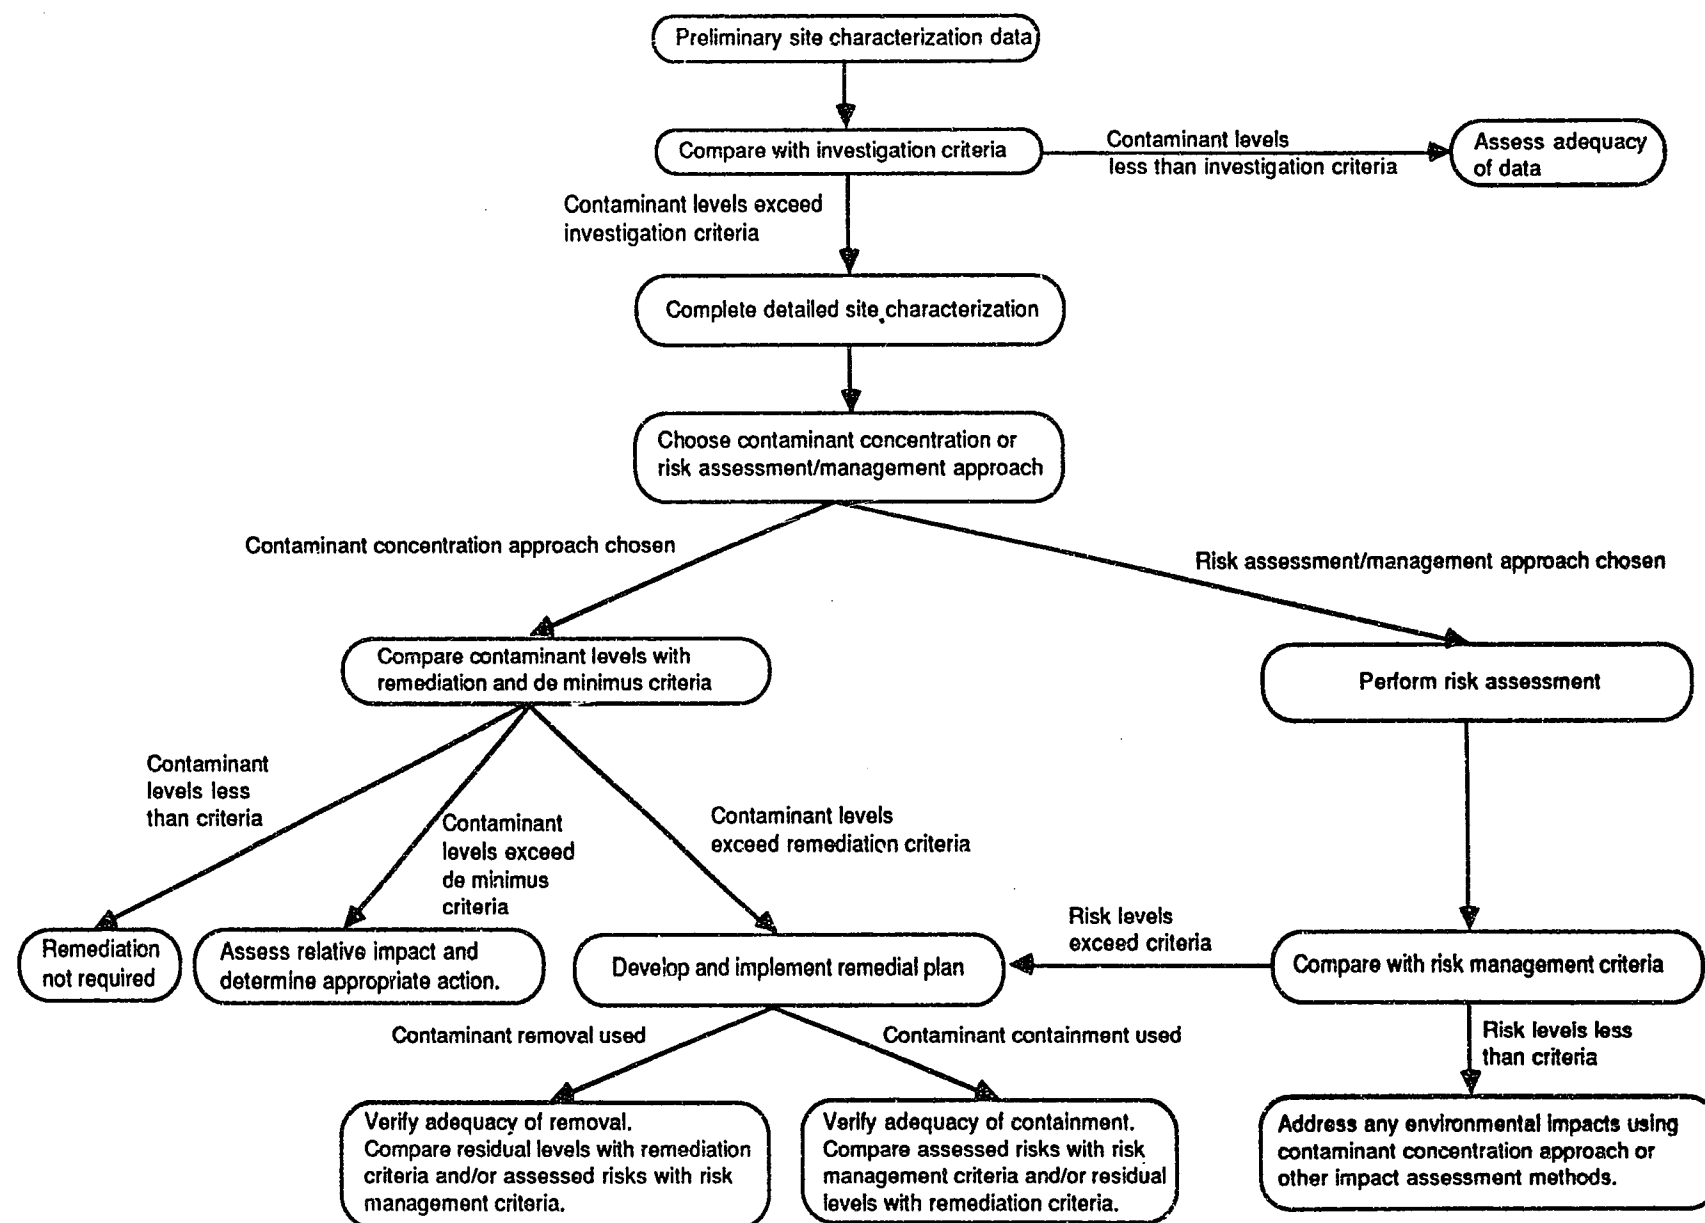 Preliminary site characterization data
Compare with investigation criteria
Contaminant levels
less than investigation criteria
Assess adequacy
of data
Contaminant levels exceed
investigation criteria
Complete detailed site characterization
Choose contaminant concentration or
risk assessment/management approach
Contaminant concentration approach chosen
Risk assessment/management approach chosen
Compare contaminant levels with
remediation and de minimus criteria
Perform risk assessment
Contaminant
levels less
than criteria
Contaminant
levels exceed
de minimus
criteria
Contaminant levels
exceed remediation criteria
Risk levels
exceed criteria
Remediation
not required
Assess relative impact and
determine appropriate action.
Develop and implement remedial plan
Compare with risk management criteria
Contaminant removal used
Contaminant containment used
Risk levels less
than criteria
Verify adequacy of removal.
Compare residual levels with remediation
criteria and/or assessed risks with risk
management criteria.
Verify adequacy of containment.
Compare assessed risks with risk
management criteria and/or residual
levels with remediation criteria.
Address any environmental impacts using
contaminant concentration approach or
other impact assessment methods.